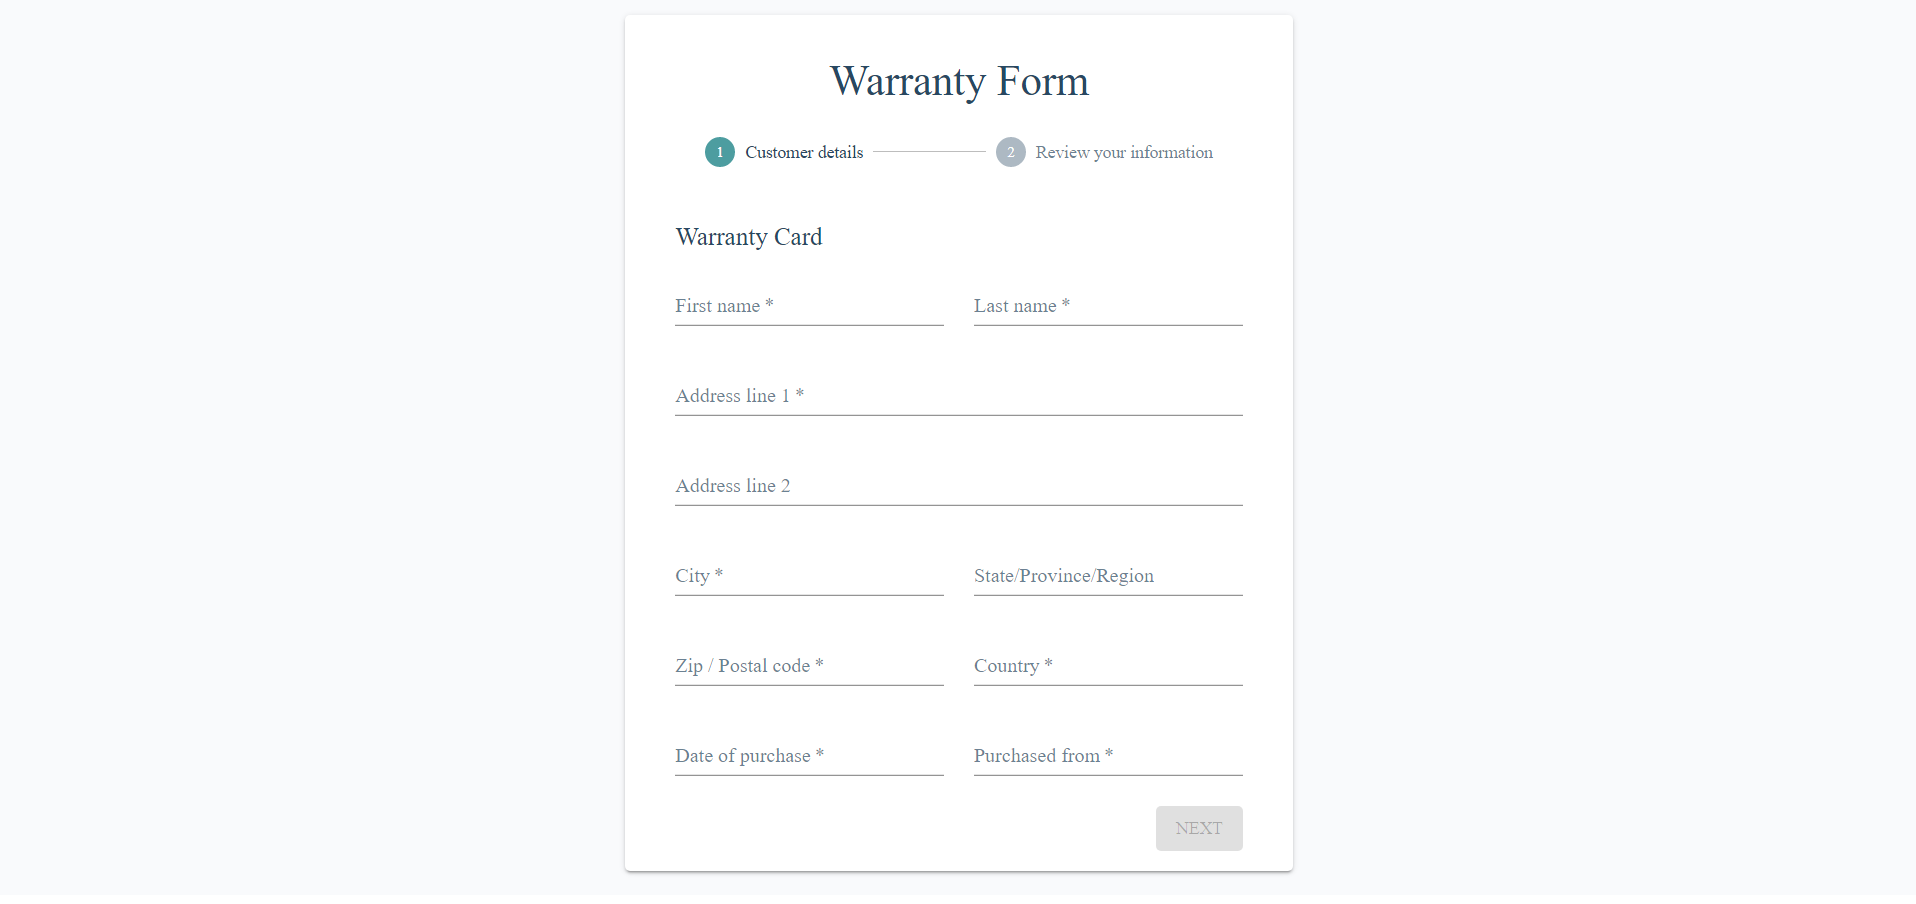 Warranty Form
1 Customer details 2 Review your information
Warranty Card
First name * Last name *
Address line 1 *
Address line 2
City * State/Province/Region
Zip / Postal code * Country *
Date of purchase * Purchased from *
NEXT